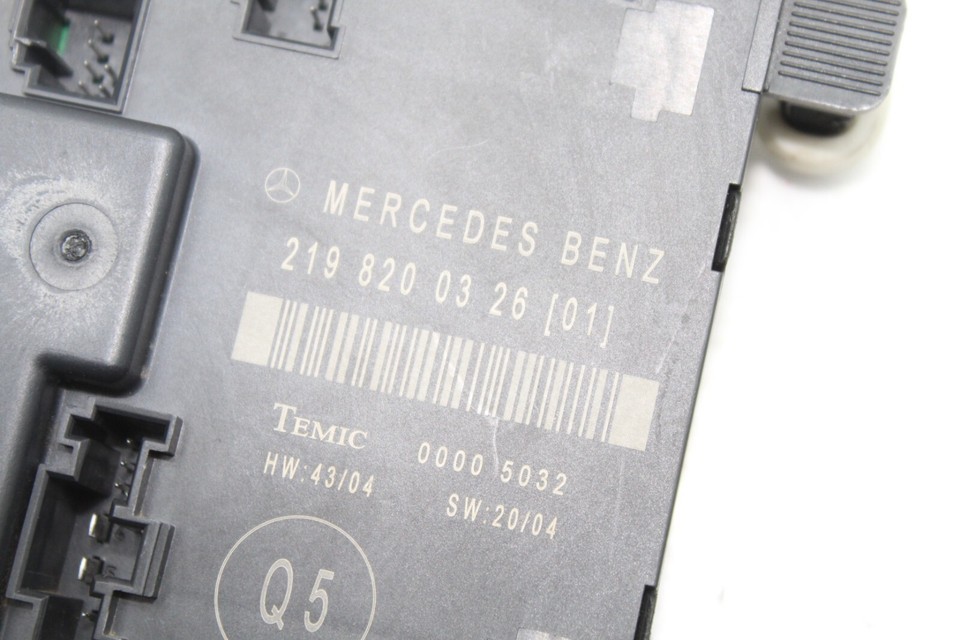 MERCEDES BENZ
219 820 03 26 [01]
TEMIC 0000 5032
HW:43/04 SW:20/04
Q5